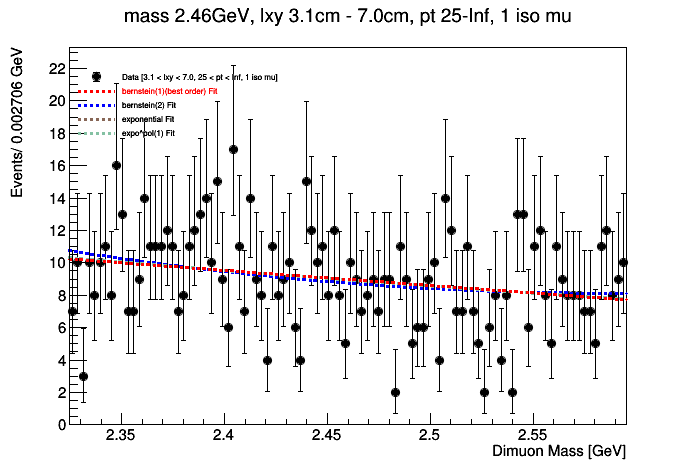 mass 2.46GeV, lxy 3.1cm - 7.0cm, pt 25-Inf, 1 iso mu
Events/ 0.002706 GeV
22
20
18
16
14
12
10
8
6
4
2
0
Data [3.1 < lxy < 7.0, 25 < pt < Inf, 1 iso mu]
bernstein(1)(best order) Fit
bernstein(2) Fit
exponential Fit
expo*pol(1) Fit
2.35 2.4 2.45 2.5 2.55
Dimuon Mass [GeV]